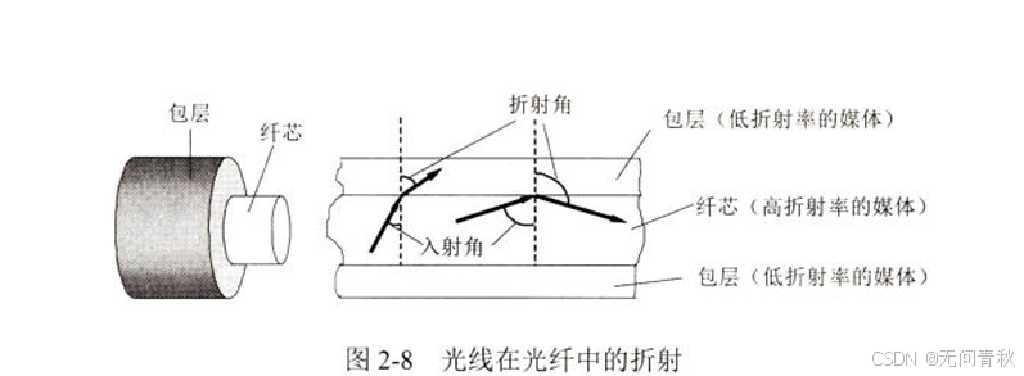 包层
纤芯
折射角
包层（低折射率的媒体）
纤芯（高折射率的媒体）
入射角
包层（低折射率的媒体）
图 2-8 光线在光纤中的折射
CSDN @无问青秋